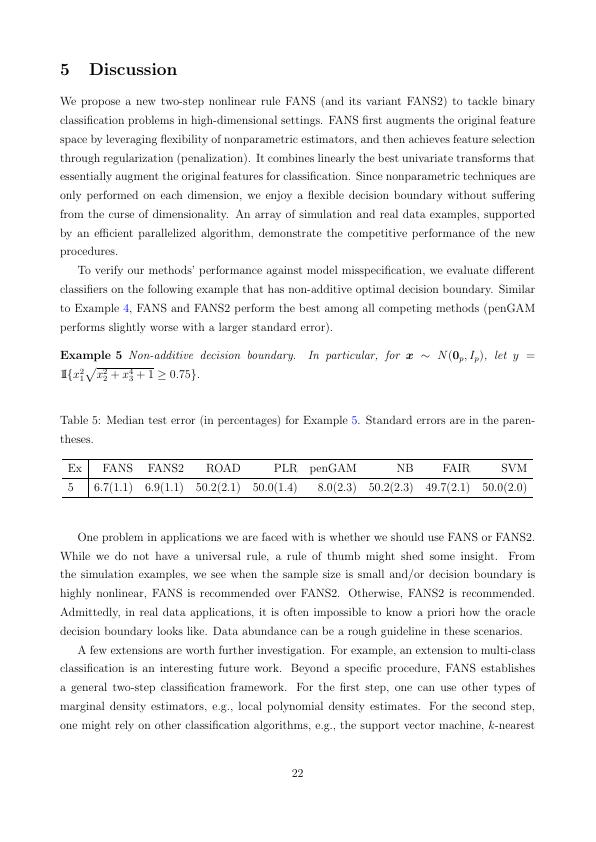 5 Discussion
We propose a new two-step nonlinear rule FANS (and its variant FANS2) to tackle binary
classification problems in high-dimensional settings. FANS first augments the original feature
space by leveraging flexibility of nonparametric estimators, and then achieves feature selection
through regularization (penalization). It combines linearly the best univariate transforms that
essentially augment the original features for classification. Since nonparametric techniques are
only performed on each dimension, we enjoy a flexible decision boundary without suffering
from the curse of dimensionality. An array of simulation and real data examples, supported
by an efficient parallelized algorithm, demonstrate the competitive performance of the new
procedures.
To verify our methods' performance against model misspecification, we evaluate different
classifiers on the following example that has non-additive optimal decision boundary. Similar
to Example 4, FANS and FANS2 perform the best among all competing methods (penGAM
performs slightly worse with a larger standard error).
Example 5 Non-additive decision boundary. In particular, for x ∼ N(0ₚ, Iₚ), let y =
𝟙{x₁²√(x₂² + x₃⁴ + 1) ≥ 0.75}.
Table 5: Median test error (in percentages) for Example 5. Standard errors are in the paren-
theses.
Ex FANS FANS2 ROAD PLR penGAM NB FAIR SVM
5 6.7(1.1) 6.9(1.1) 50.2(2.1) 50.0(1.4) 8.0(2.3) 50.2(2.3) 49.7(2.1) 50.0(2.0)
One problem in applications we are faced with is whether we should use FANS or FANS2.
While we do not have a universal rule, a rule of thumb might shed some insight. From
the simulation examples, we see when the sample size is small and/or decision boundary is
highly nonlinear, FANS is recommended over FANS2. Otherwise, FANS2 is recommended.
Admittedly, in real data applications, it is often impossible to know a priori how the oracle
decision boundary looks like. Data abundance can be a rough guideline in these scenarios.
A few extensions are worth further investigation. For example, an extension to multi-class
classification is an interesting future work. Beyond a specific procedure, FANS establishes
a general two-step classification framework. For the first step, one can use other types of
marginal density estimators, e.g., local polynomial density estimates. For the second step,
one might rely on other classification algorithms, e.g., the support vector machine, k-nearest
22